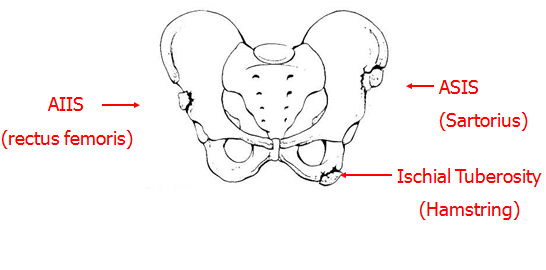 AIIS
(rectus femoris)
ASIS
(Sartorius)
Ischial Tuberosity
(Hamstring)